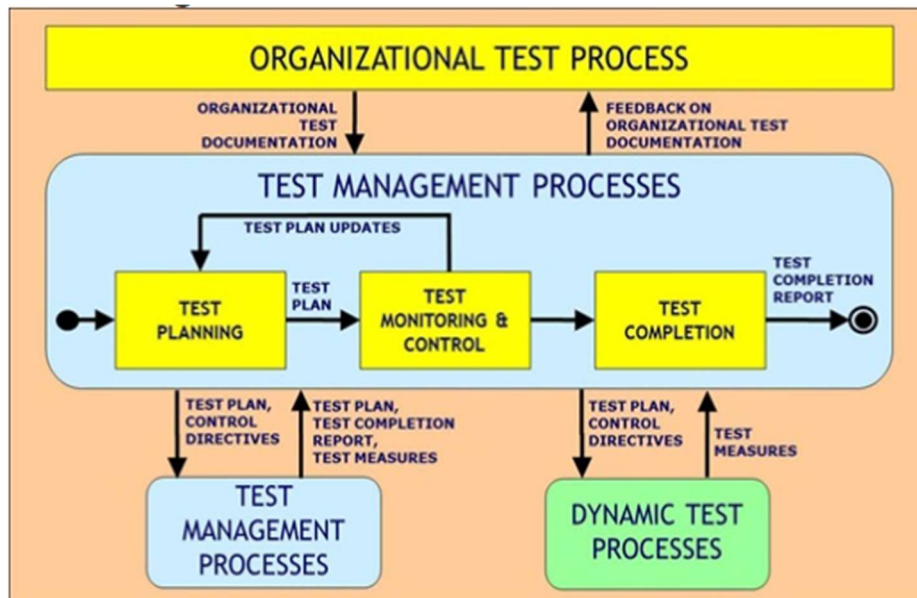 ORGANIZATIONAL TEST PROCESS
ORGANIZATIONAL
TEST
DOCUMENTATION
FEEDBACK ON
ORGANIZATIONAL TEST
DOCUMENTATION
TEST MANAGEMENT PROCESSES
TEST PLAN UPDATES
TEST
PLANNING
TEST
PLAN
TEST
MONITORING &
CONTROL
TEST
COMPLETION
TEST
COMPLETION
REPORT
TEST PLAN,
CONTROL
DIRECTIVES
TEST PLAN,
TEST COMPLETION
REPORT,
TEST MEASURES
TEST PLAN,
CONTROL
DIRECTIVES
TEST
MEASURES
TEST
MANAGEMENT
PROCESSES
DYNAMIC TEST
PROCESSES